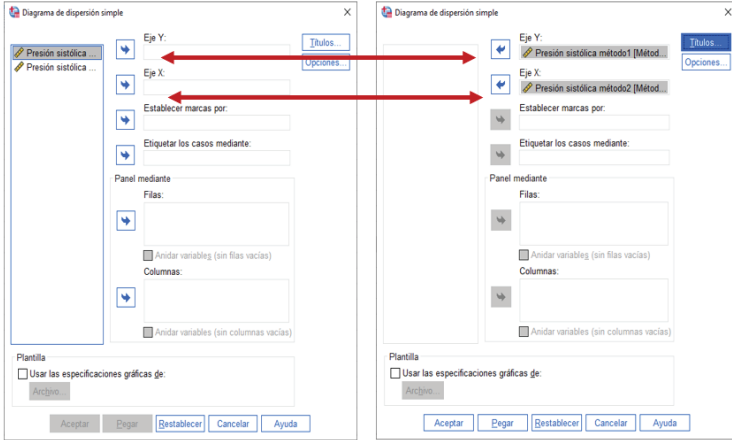 Diagrama de dispersión simple
X
Presión sistólica ...
Presión sistólica ...
Eje Y:
Títulos...
Opciones...
Eje X:
Establecer marcas por:
Etiquetar los casos mediante:
Panel mediante
Filas:
Anidar variables (sin filas vacías)
Columnas:
Anidar variables (sin columnas vacías)
Plantilla
Usar las especificaciones gráficas de:
Archivo...
Aceptar
Pegar
Restablecer
Cancelar
Ayuda
Diagrama de dispersión simple
X
Eje Y:
Presión sistólica método1 [Métod...
Títulos...
Opciones...
Eje X:
Presión sistólica método2 [Métod...
Establecer marcas por:
Etiquetar los casos mediante:
Panel mediante
Filas:
Anidar variables (sin filas vacías)
Columnas:
Anidar variables (sin columnas vacías)
Plantilla
Usar las especificaciones gráficas de:
Archivo...
Aceptar
Pegar
Restablecer
Cancelar
Ayuda